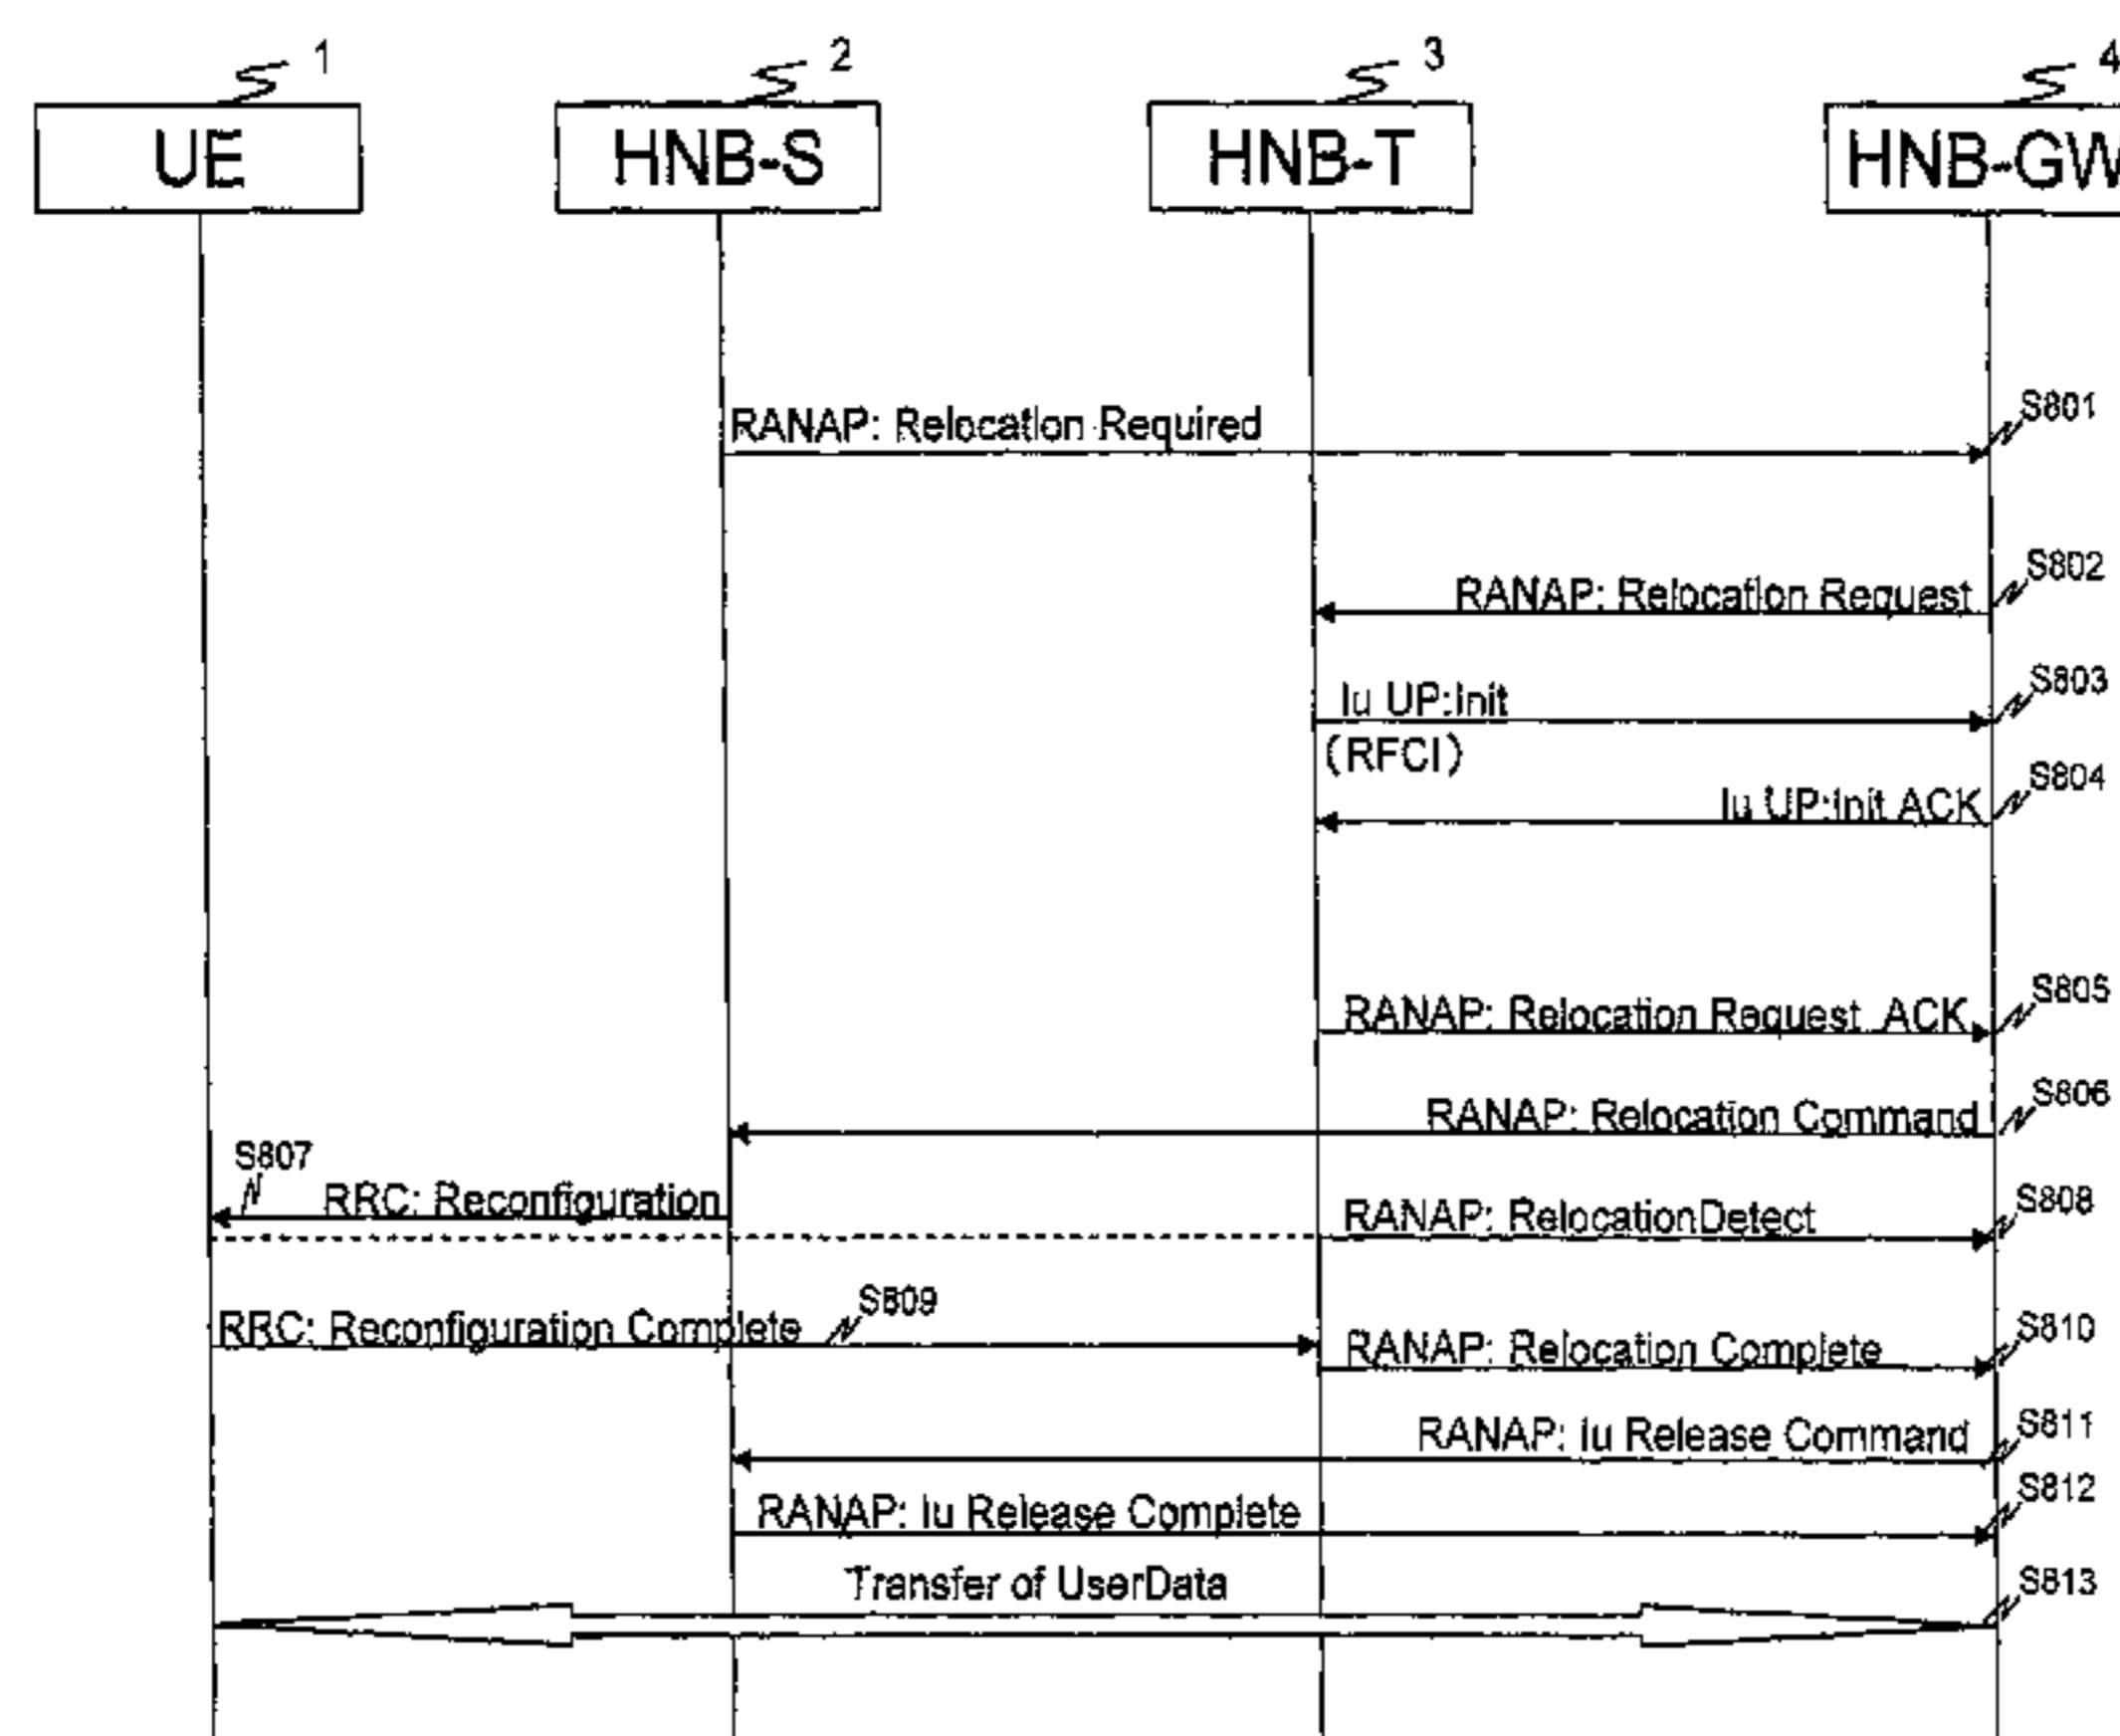 1
2
3
4
UE
HNB-S
HNB-T
HNB-GW
RANAP: Relocation Required
S801
RANAP: Relocation Request
S802
Iu UP:Init
(RFCI)
S803
Iu UP:Init ACK
S804
RANAP: Relocation Request ACK
S805
RANAP: Relocation Command
S806
S807
RRC: Reconfiguration
RANAP: RelocationDetect
S808
RRC: Reconfiguration Complete
S809
RANAP: Relocation Complete
S810
RANAP: Iu Release Command
S811
RANAP: Iu Release Complete
S812
Transfer of UserData
S813